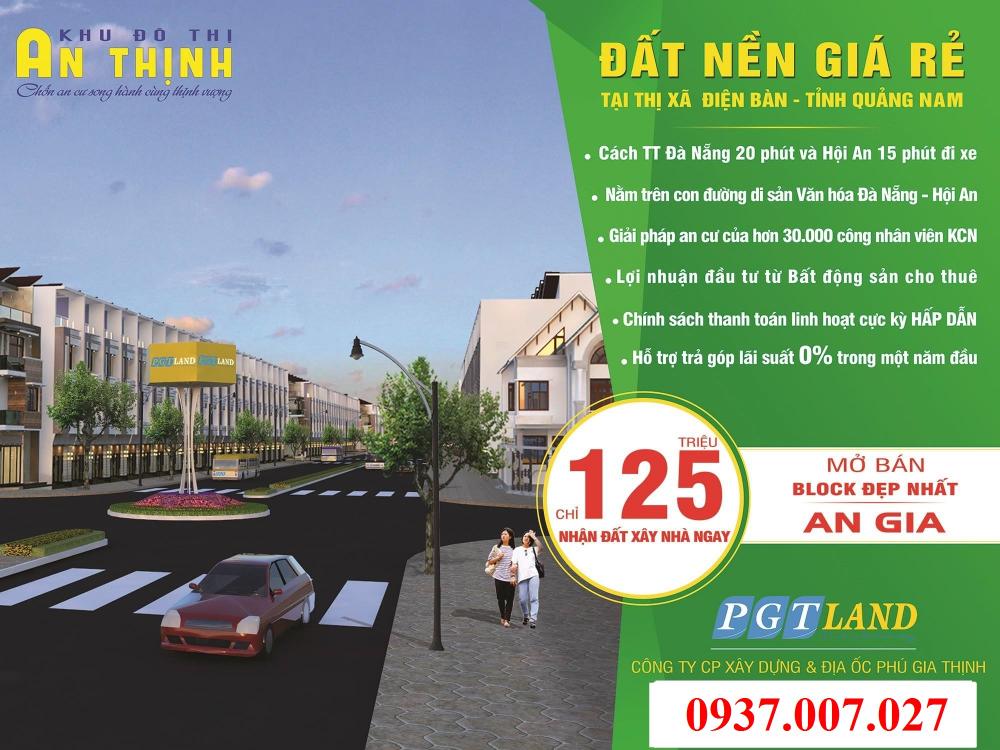 KHU ĐÔ THỊ
AN THỊNH
Chốn an cư song hành cùng thịnh vượng
ĐẤT NỀN GIÁ RẺ
TẠI THỊ XÃ ĐIỆN BÀN - TỈNH QUẢNG NAM
• Cách TT Đà Nẵng 20 phút và Hội An 15 phút đi xe
• Nằm trên con đường di sản Văn hóa Đà Nẵng - Hội An
• Giải pháp an cư của hơn 30.000 công nhân viên KCN
• Lợi nhuận đầu tư từ Bất động sản cho thuê
• Chính sách thanh toán linh hoạt cực kỳ HẤP DẪN
• Hỗ trợ trả góp lãi suất 0% trong một năm đầu
PGT LAND PGT LAND
TRIỆU
CHỈ 125
NHẬN ĐẤT XÂY NHÀ NGAY
MỞ BÁN
BLOCK ĐẸP NHẤT
AN GIA
PGT LAND
CÔNG TY CP XÂY DỰNG & ĐỊA ỐC PHÚ GIA THỊNH
0937.007.027